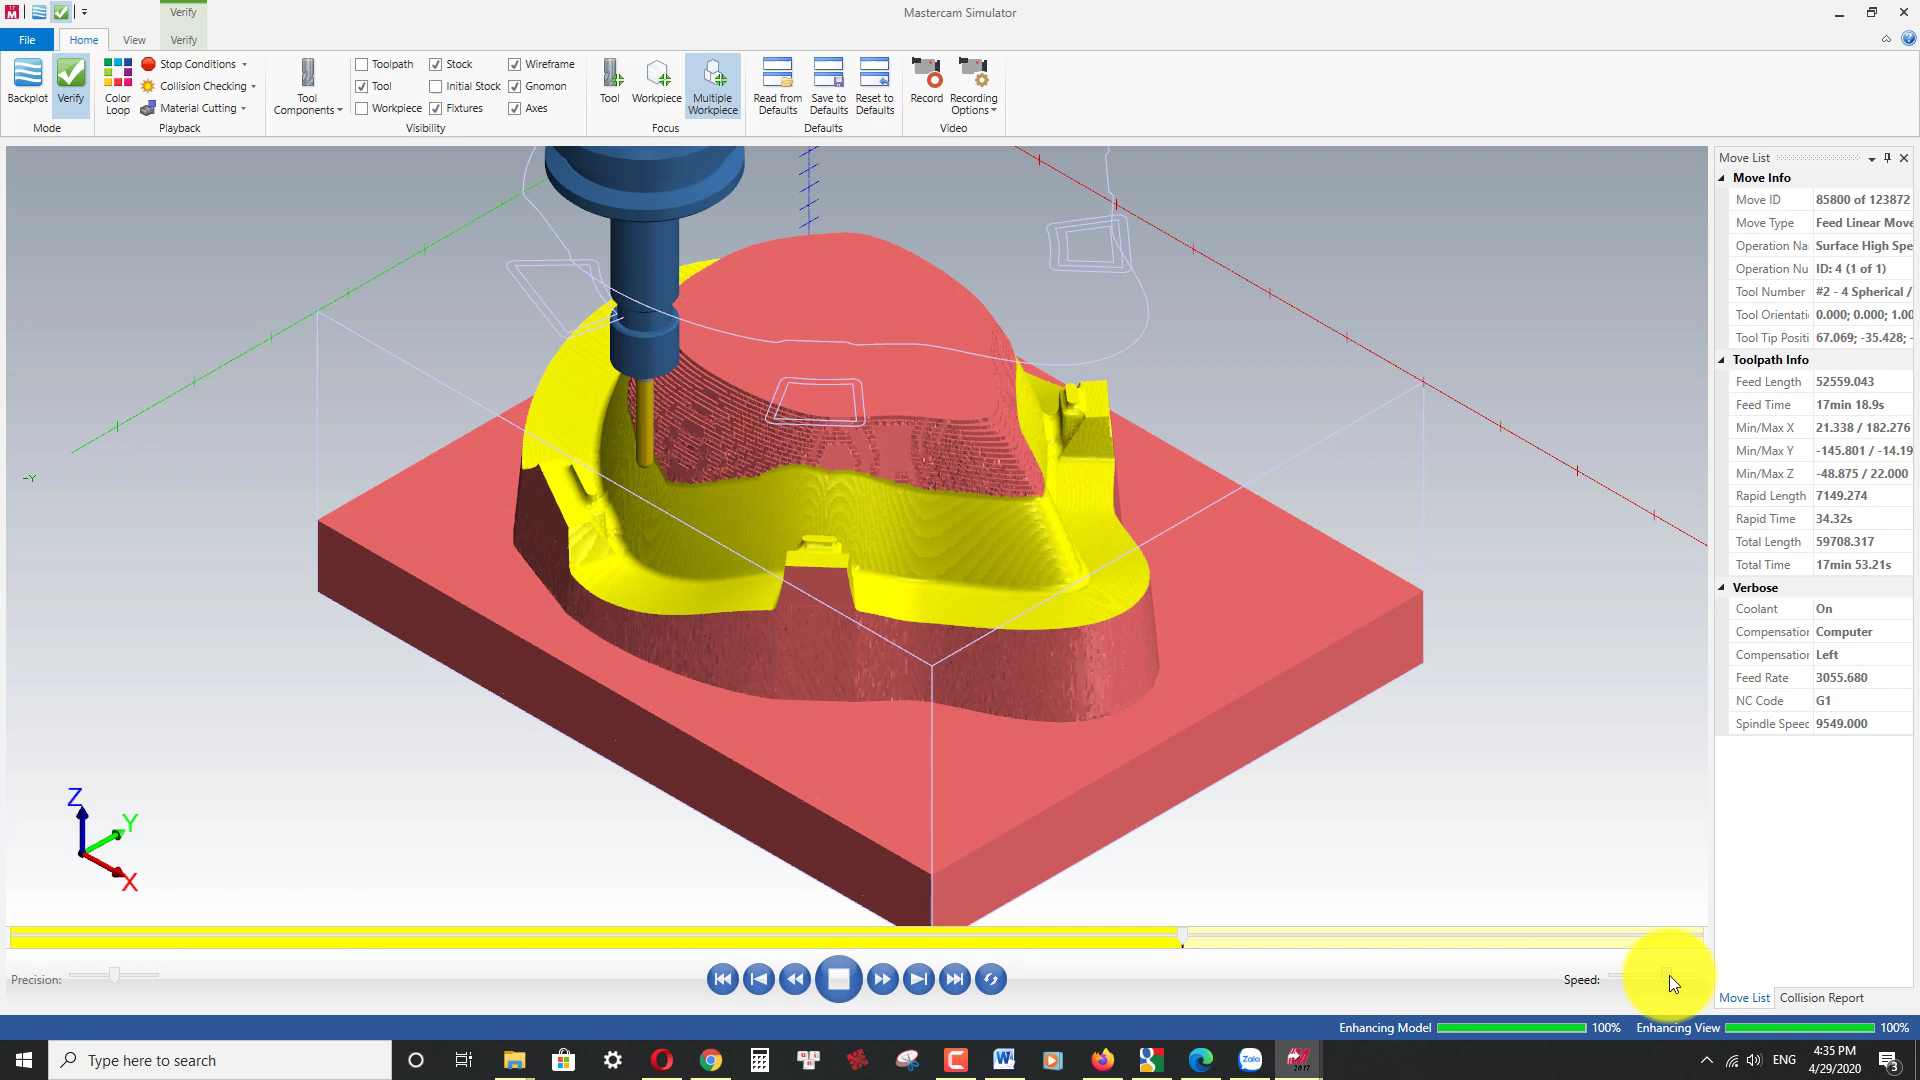 Verify
Mastercam Simulator
File
Home
View
Verify
Backplot
Verify
Mode
Color Loop
Stop Conditions
Collision Checking
Material Cutting
Playback
Tool Components
Toolpath
Stock
Wireframe
Tool
Initial Stock
Gnomon
Workpiece
Fixtures
Axes
Visibility
Tool
Workpiece
Multiple Workpiece
Focus
Read from Defaults
Save to Defaults
Reset to Defaults
Defaults
Record
Recording Options
Video
Move List
Move Info
Move ID 85800 of 123872
Move Type Feed Linear Move
Operation Na Surface High Spe
Operation Nu ID: 4 (1 of 1)
Tool Number #2 - 4 Spherical /
Tool Orientati 0.000; 0.000; 1.00
Tool Tip Positi 67.069; -35.428; -
Toolpath Info
Feed Length 52559.043
Feed Time 17min 18.9s
Min/Max X 21.338 / 182.276
Min/Max Y -145.801 / -14.19
Min/Max Z -48.875 / 22.000
Rapid Length 7149.274
Rapid Time 34.32s
Total Length 59708.317
Total Time 17min 53.21s
Verbose
Coolant On
Compensation Computer
Compensation Left
Feed Rate 3055.680
NC Code G1
Spindle Speed 9549.000
-Y
Z
Y
X
Precision:
Speed:
Move List
Collision Report
Enhancing Model 100%
Enhancing View 100%
Type here to search
Zalo
2017
ENG
4:35 PM
4/29/2020
3